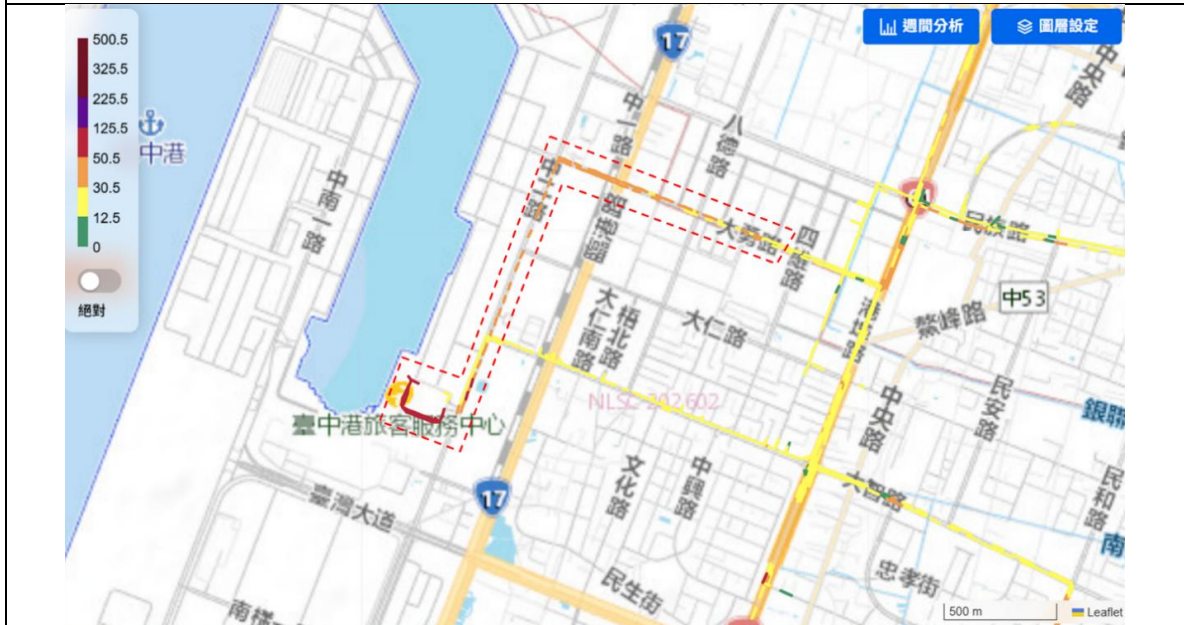 500.5
325.5
225.5
125.5
50.5
30.5
12.5
0
絕對
週間分析
圖層設定
17
中央路
中港
中一路
八德路
中南一路
中二路
臨港路
大勇路
四維路
民族路
中53
鰲峰路
港埠路
大仁路
梧北路
大仁南路
NLSC 202602
中央路
民安路
銀聯
臺中港旅客服務中心
文化路
中興路
大智路
民和路
南
17
臺灣大道
民生街
忠孝街
南橫
500 m
Leaflet